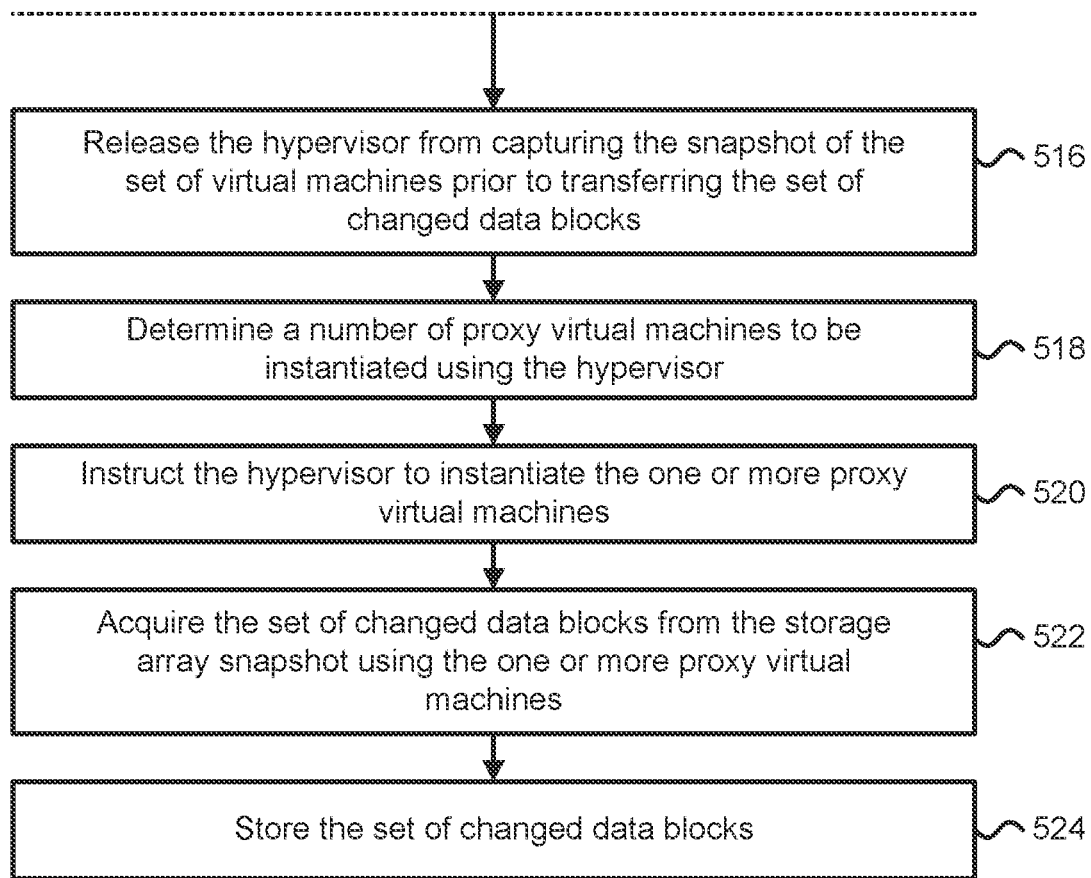 Release the hypervisor from capturing the snapshot of the
set of virtual machines prior to transferring the set of
changed data blocks
516
Determine a number of proxy virtual machines to be
instantiated using the hypervisor
518
Instruct the hypervisor to instantiate the one or more proxy
virtual machines
520
Acquire the set of changed data blocks from the storage
array snapshot using the one or more proxy virtual
machines
522
Store the set of changed data blocks
524